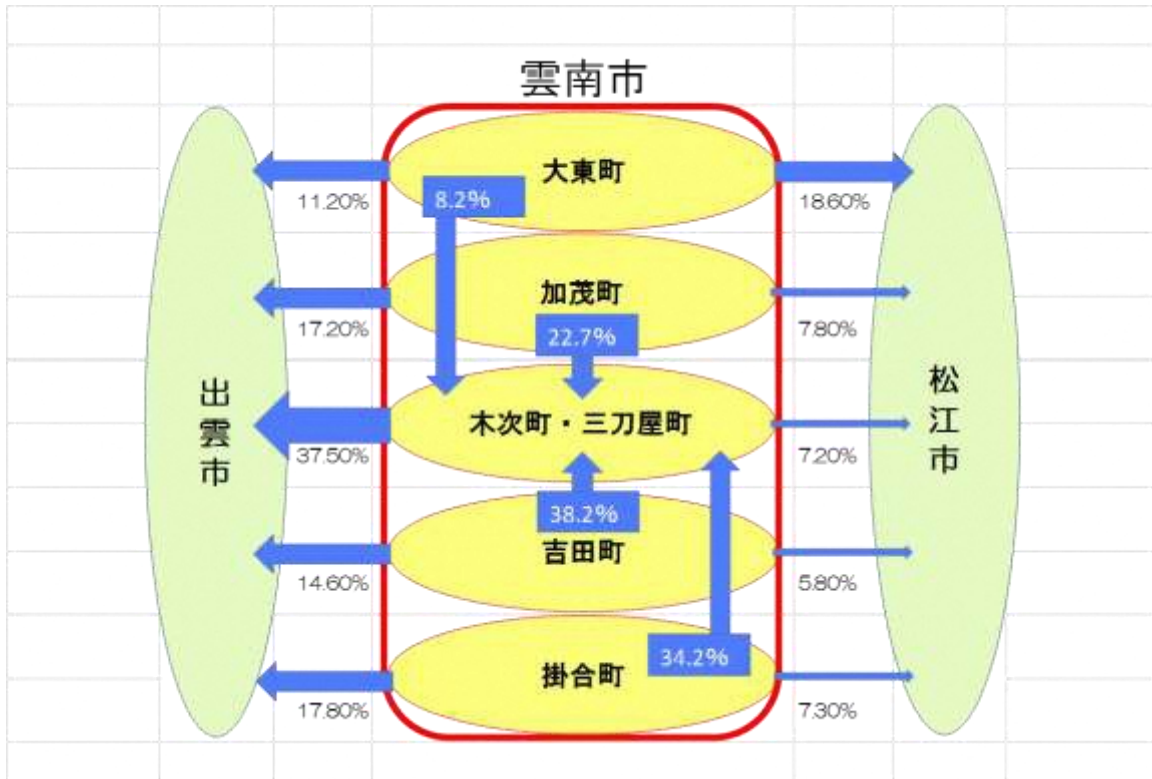 雲南市
大東町
11.20%
8.2%
18.60%
加茂町
17.20%
22.7%
7.80%
出雲市
木次町・三刀屋町
松江市
37.50%
7.20%
38.2%
吉田町
14.60%
5.80%
34.2%
掛合町
17.80%
7.30%